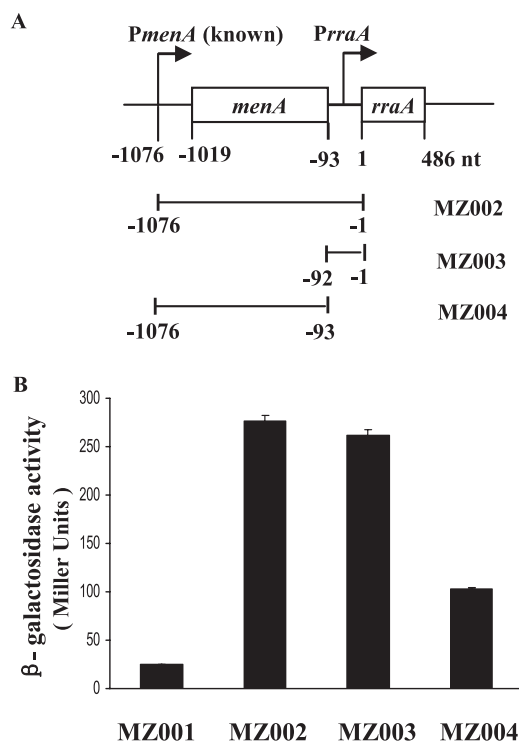 A
PmenA (known) PrraA
menA rraA
-1076 -1019 -93 1 486 nt
MZ002
-1076 -1
MZ003
-92 -1
MZ004
-1076 -93
B
β- galactosidase activity
( Miller Units )
300
250
200
150
100
50
0
MZ001 MZ002 MZ003 MZ004